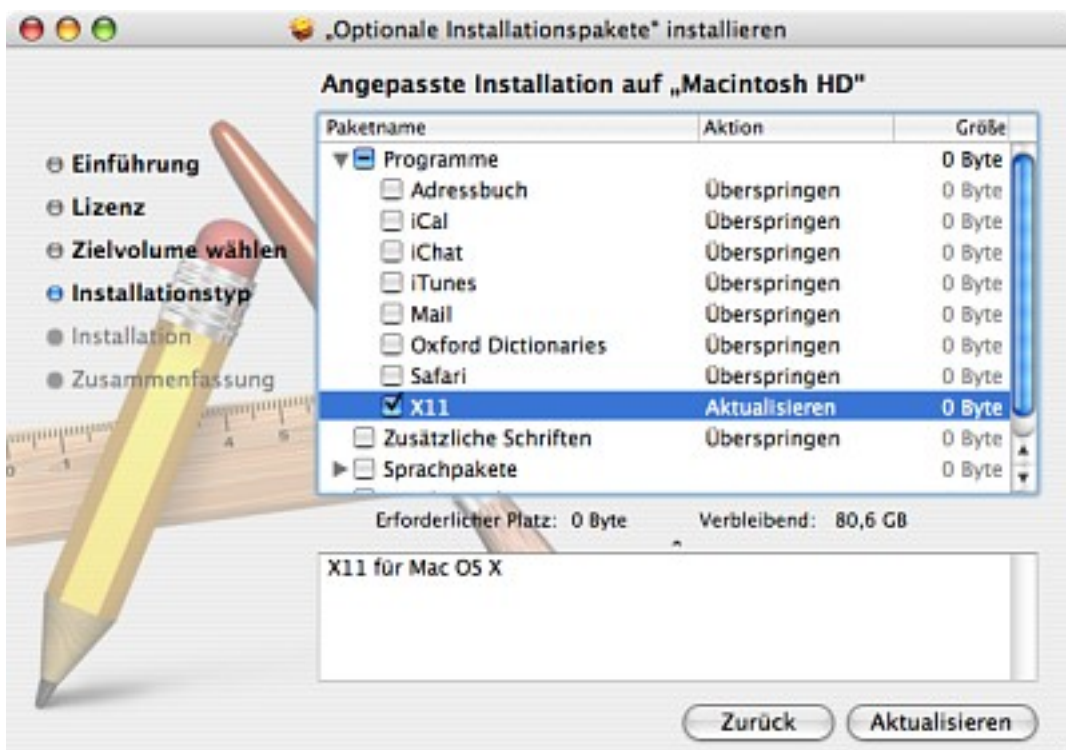 „Optionale Installationspakete" installieren
Angepasste Installation auf „Macintosh HD"
Einführung
Lizenz
Zielvolume wählen
Installationstyp
Installation
Zusammenfassung
Paketname Aktion Größe
Programme 0 Byte
Adressbuch Überspringen 0 Byte
iCal Überspringen 0 Byte
iChat Überspringen 0 Byte
iTunes Überspringen 0 Byte
Mail Überspringen 0 Byte
Oxford Dictionaries Überspringen 0 Byte
Safari Überspringen 0 Byte
X11 Aktualisieren 0 Byte
Zusätzliche Schriften Überspringen 0 Byte
Sprachpakete 0 Byte
Erforderlicher Platz: 0 Byte Verbleibend: 80,6 GB
X11 für Mac OS X
Zurück Aktualisieren
0 1 4 5